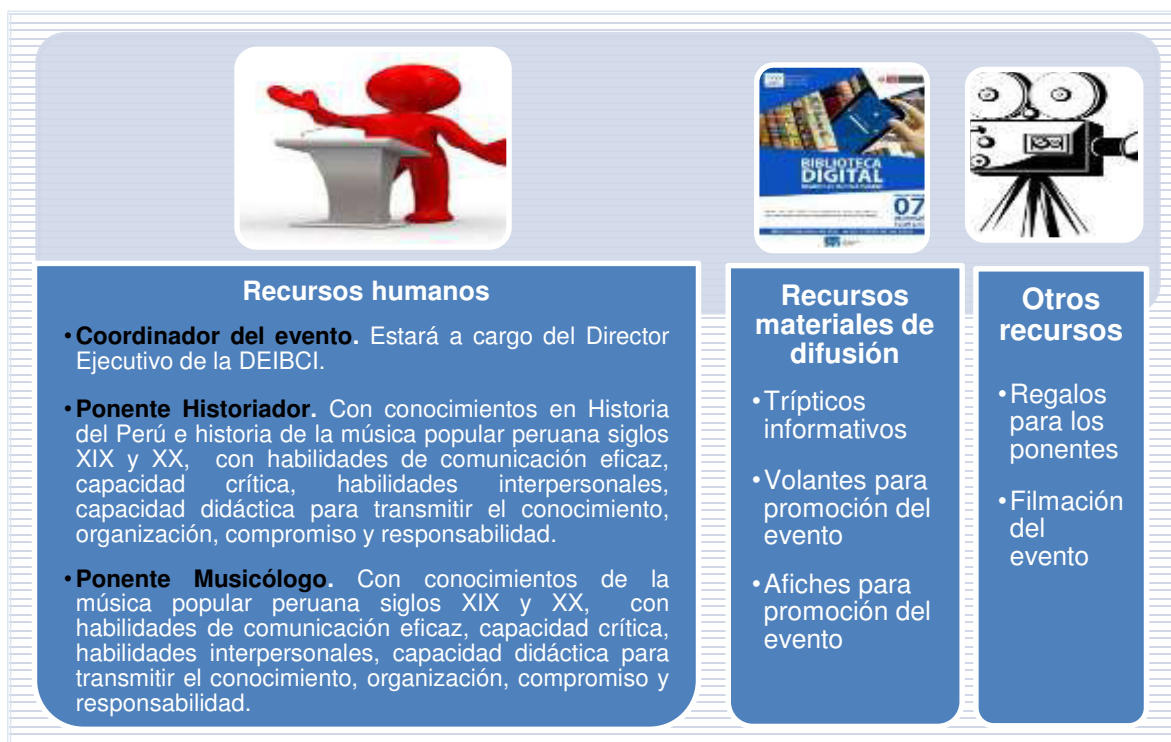 BIBLIOTECA
DIGITAL
07
Recursos humanos
•Coordinador del evento. Estará a cargo del Director
Ejecutivo de la DEIBCI.
•Ponente Historiador. Con conocimientos en Historia
del Perú e historia de la música popular peruana siglos
XIX y XX, con habilidades de comunicación eficaz,
capacidad crítica, habilidades interpersonales,
capacidad didáctica para transmitir el conocimiento,
organización, compromiso y responsabilidad.
•Ponente Musicólogo. Con conocimientos de la
música popular peruana siglos XIX y XX, con
habilidades de comunicación eficaz, capacidad crítica,
habilidades interpersonales, capacidad didáctica para
transmitir el conocimiento, organización, compromiso y
responsabilidad.
Recursos
materiales de
difusión
•Trípticos
informativos
•Volantes para
promoción del
evento
•Afiches para
promoción del
evento
Otros
recursos
•Regalos
para los
ponentes
•Filmación
del
evento